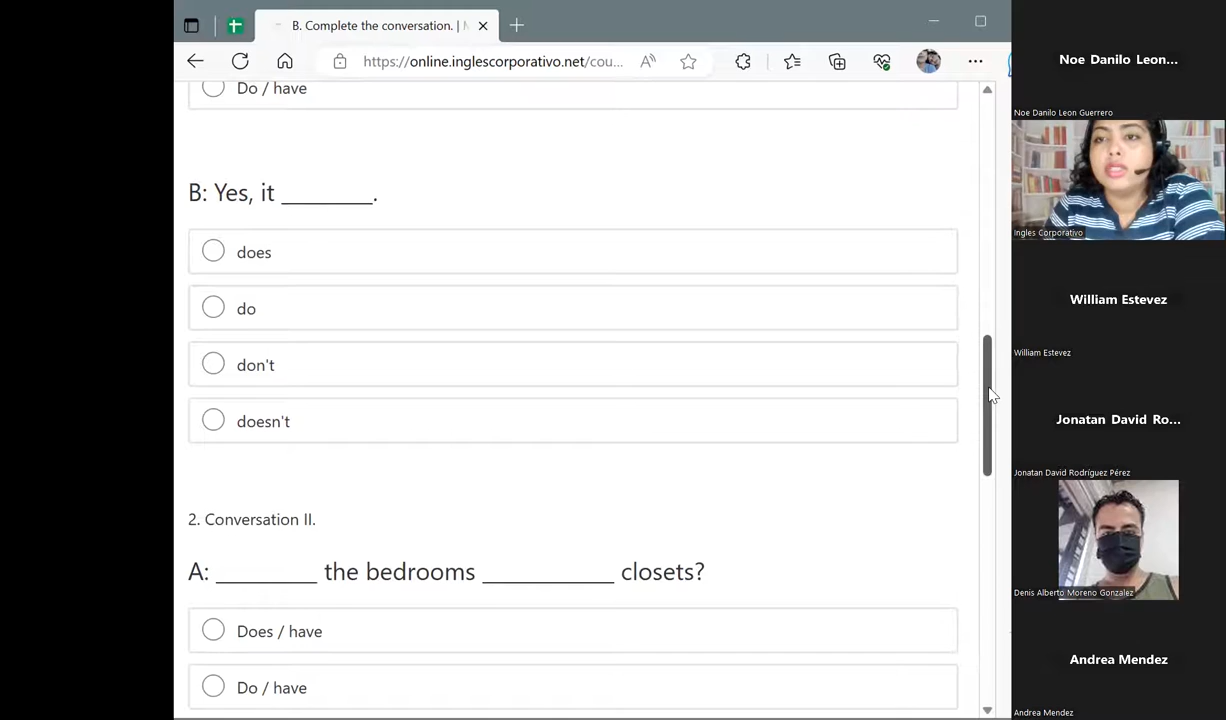 B. Complete the conversation. |
https://online.inglescorporativo.net/cou...
Do / have
B: Yes, it ________.
does
do
don't
doesn't
2. Conversation II.
A: _________ the bedrooms ____________ closets?
Does / have
Do / have
Noe Danilo Leon...
Noe Danilo Leon Guerrero
Ingles Corporativo
William Estevez
William Estevez
Jonatan David Ro...
Jonatan David Rodríguez Pérez
Denis Alberto Moreno Gonzalez
Andrea Mendez
Andrea Mendez